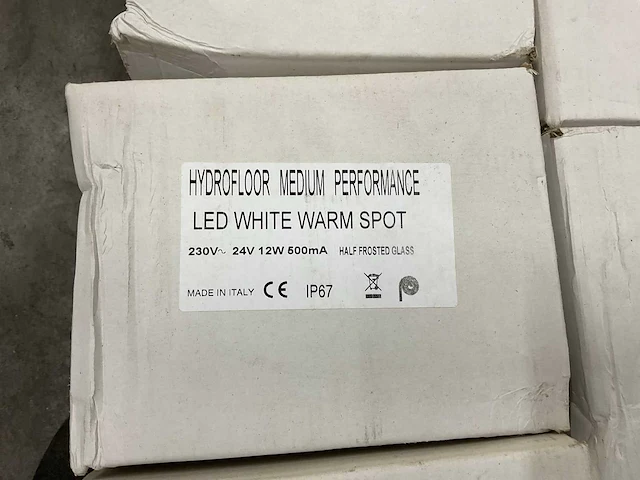 HYDROFLOOR MEDIUM PERFORMANCE
LED WHITE WARM SPOT
230V~ 24V 12W 500mA HALF FROSTED GLASS
MADE IN ITALY CE IP67